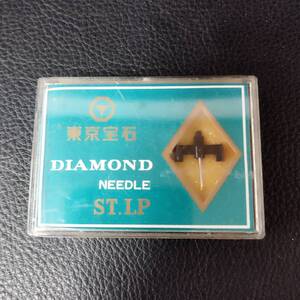 東京宝石
DIAMOND
NEEDLE
ST.LP